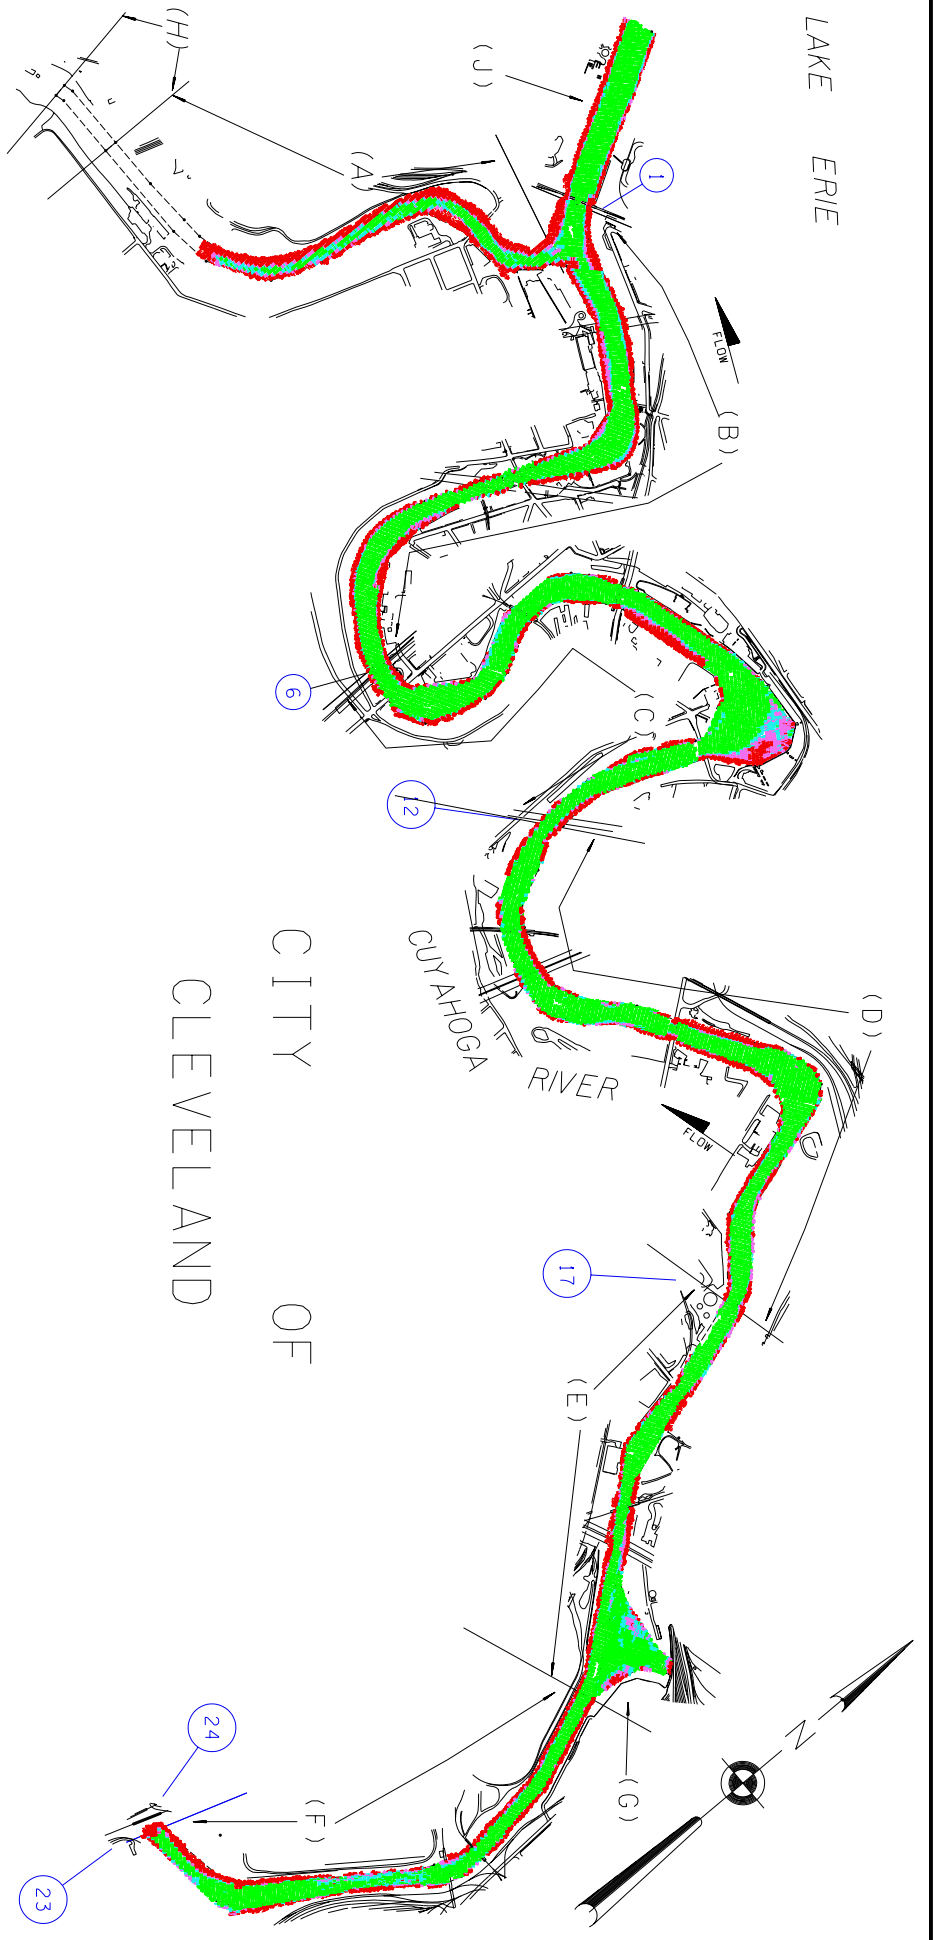 LAKE ERIE
(J)
(H)
(A)
1
FLOW
(B)
6
(C)
12
CUYAHOGA RIVER
(D)
FLOW
CITY OF
CLEVELAND
17
(E)
N
(G)
(F)
24
23